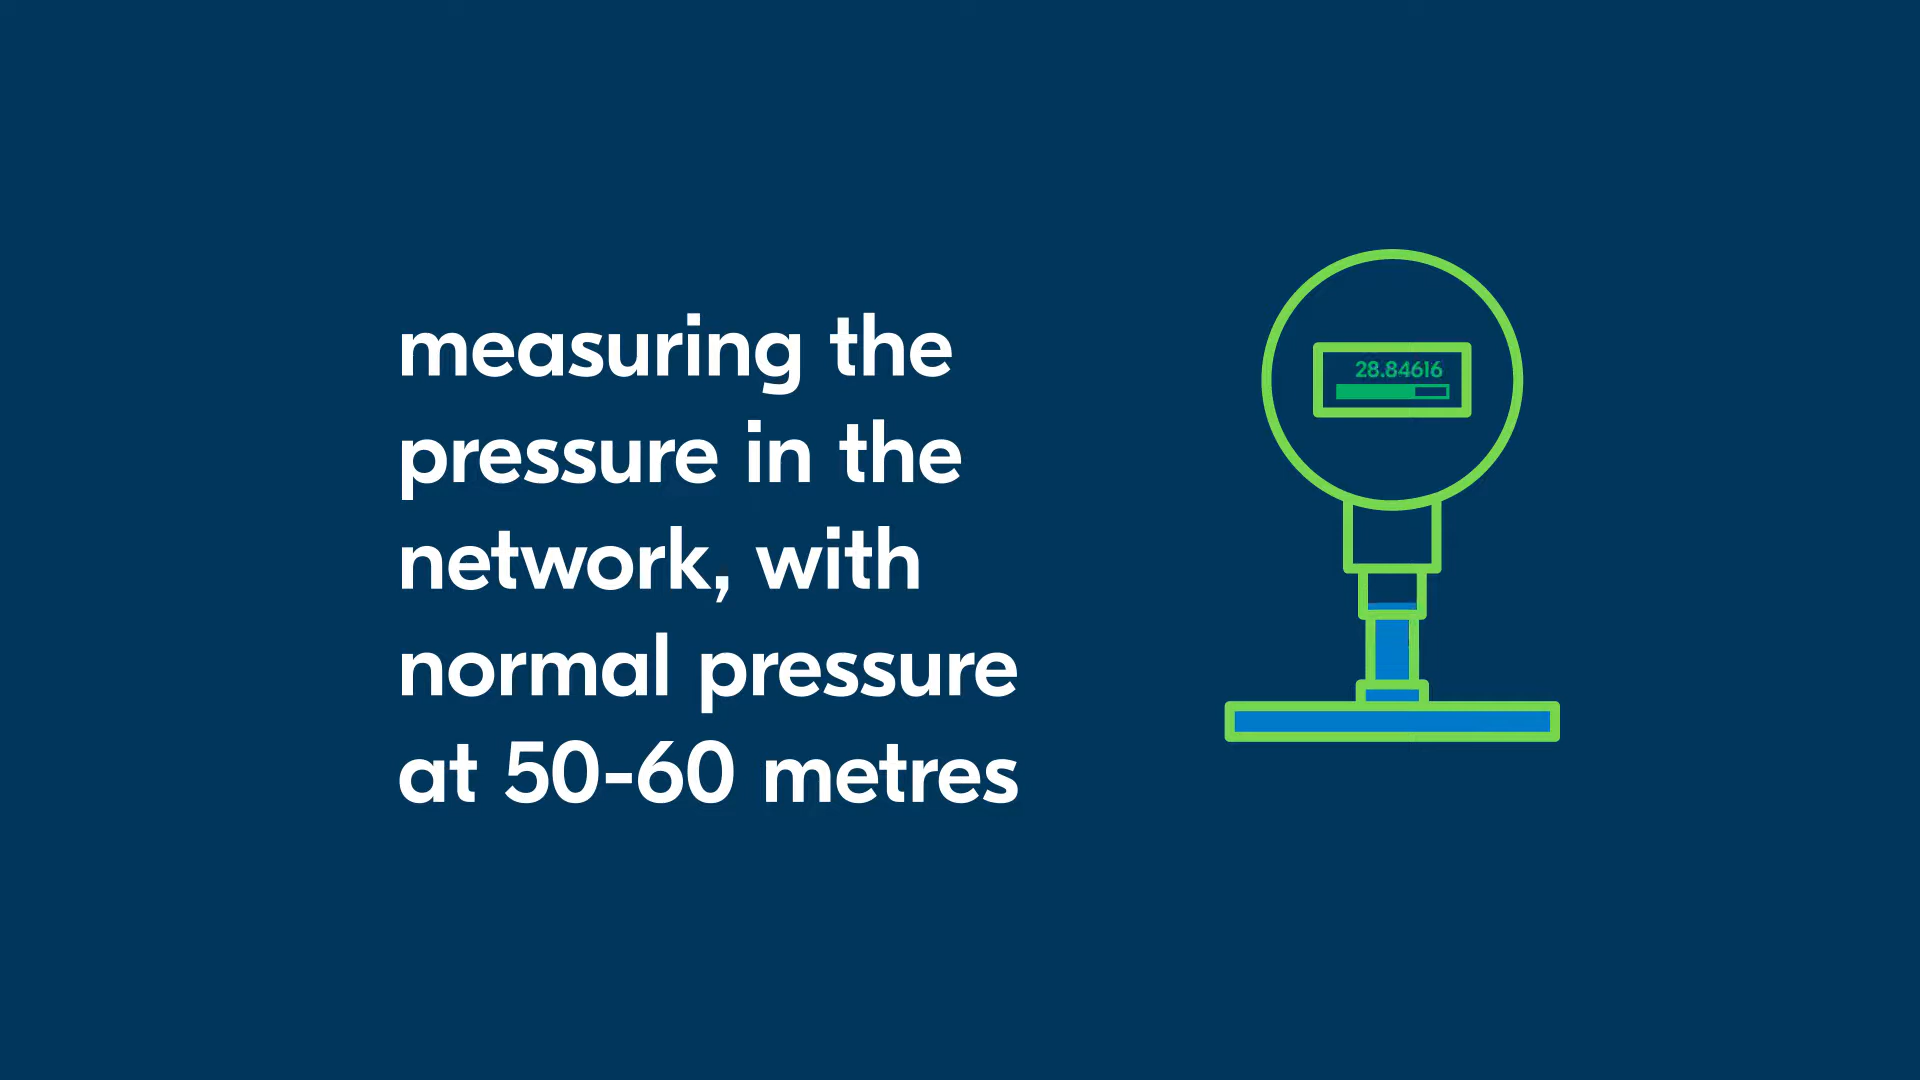 measuring the
pressure in the
network, with
normal pressure
at 50-60 metres
28.84616